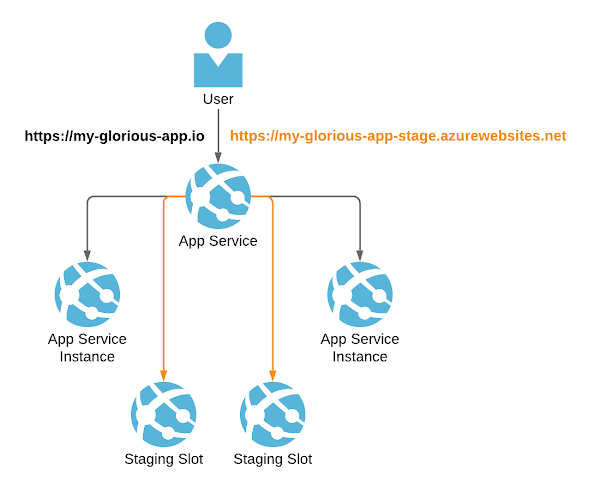 User
https://my-glorious-app.io
https://my-glorious-app-stage.azurewebsites.net
App Service
App Service
Instance
App Service
Instance
Staging Slot
Staging Slot